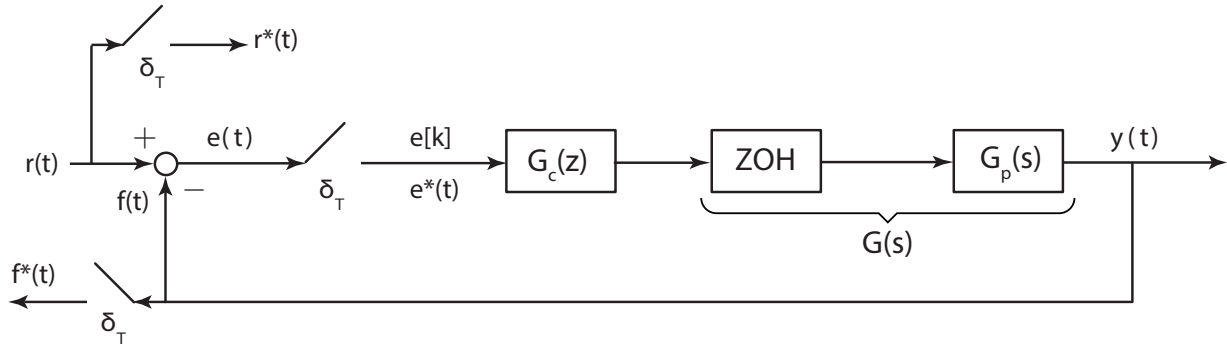 r*(t)
δ_T
+
e(t)
e[k]
y(t)
r(t)
G_c(z)
ZOH
G_p(s)
f(t)
−
δ_T
e*(t)
G(s)
f*(t)
δ_T